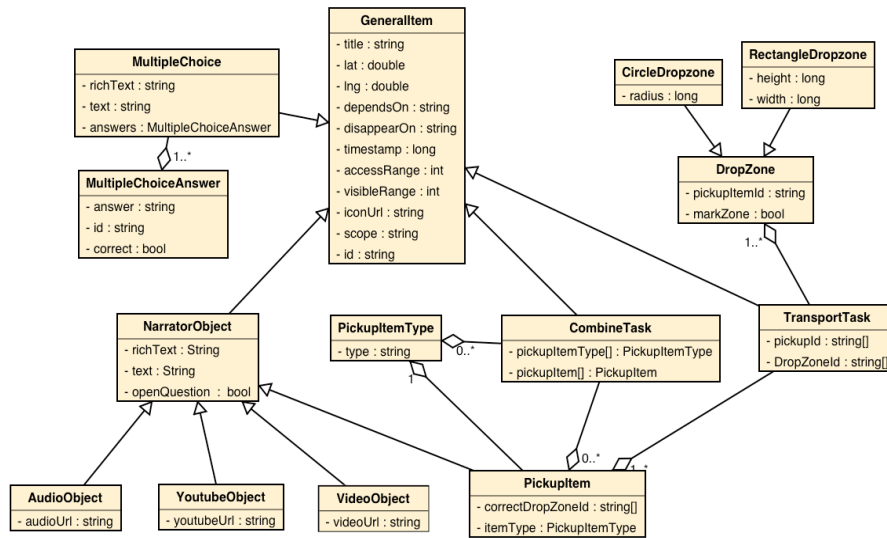 GeneralItem
- title : string
- lat : double
- lng : double
- dependsOn : string
- disappearOn : string
- timestamp : long
- accessRange : int
- visibleRange : int
- iconUrl : string
- scope : string
- id : string
MultipleChoice
- richText : string
- text : string
- answers : MultipleChoiceAnswer
1..*
MultipleChoiceAnswer
- answer : string
- id : string
- correct : bool
CircleDropzone
- radius : long
RectangleDropzone
- height : long
- width : long
DropZone
- pickupItemId : string
- markZone : bool
1..*
NarratorObject
- richText : String
- text : String
- openQuestion : bool
PickupItemType
- type : string
0..*
1
CombineTask
- pickupItemType[] : PickupItemType
- pickupItem[] : PickupItem
TransportTask
- pickupId : string[]
- DropZoneId : string[]
0..*
1..*
AudioObject
- audioUrl : string
YoutubeObject
- youtubeUrl : string
VideoObject
- videoUrl : string
PickupItem
- correctDropZoneId : string[]
- itemType : PickupItemType